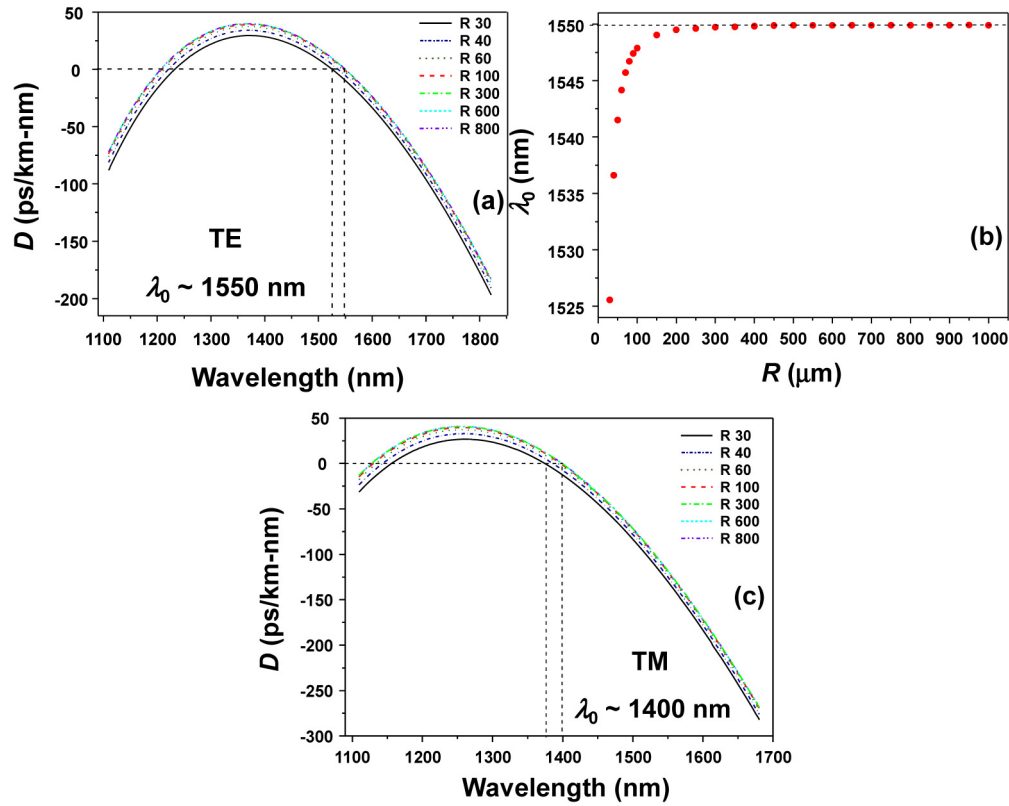 50
0
-50
-100
-150
-200
D (ps/km-nm)
R 30
R 40
R 60
R 100
R 300
R 600
R 800
(a)
TE
λ0 ~ 1550 nm
1100 1200 1300 1400 1500 1600 1700 1800
Wavelength (nm)
1550
1545
1540
1535
1530
1525
λ0 (nm)
(b)
0 100 200 300 400 500 600 700 800 900 1000
R (μm)
50
0
-50
-100
-150
-200
-250
-300
D (ps/km-nm)
R 30
R 40
R 60
R 100
R 300
R 600
R 800
(c)
TM
λ0 ~ 1400 nm
1100 1200 1300 1400 1500 1600 1700
Wavelength (nm)